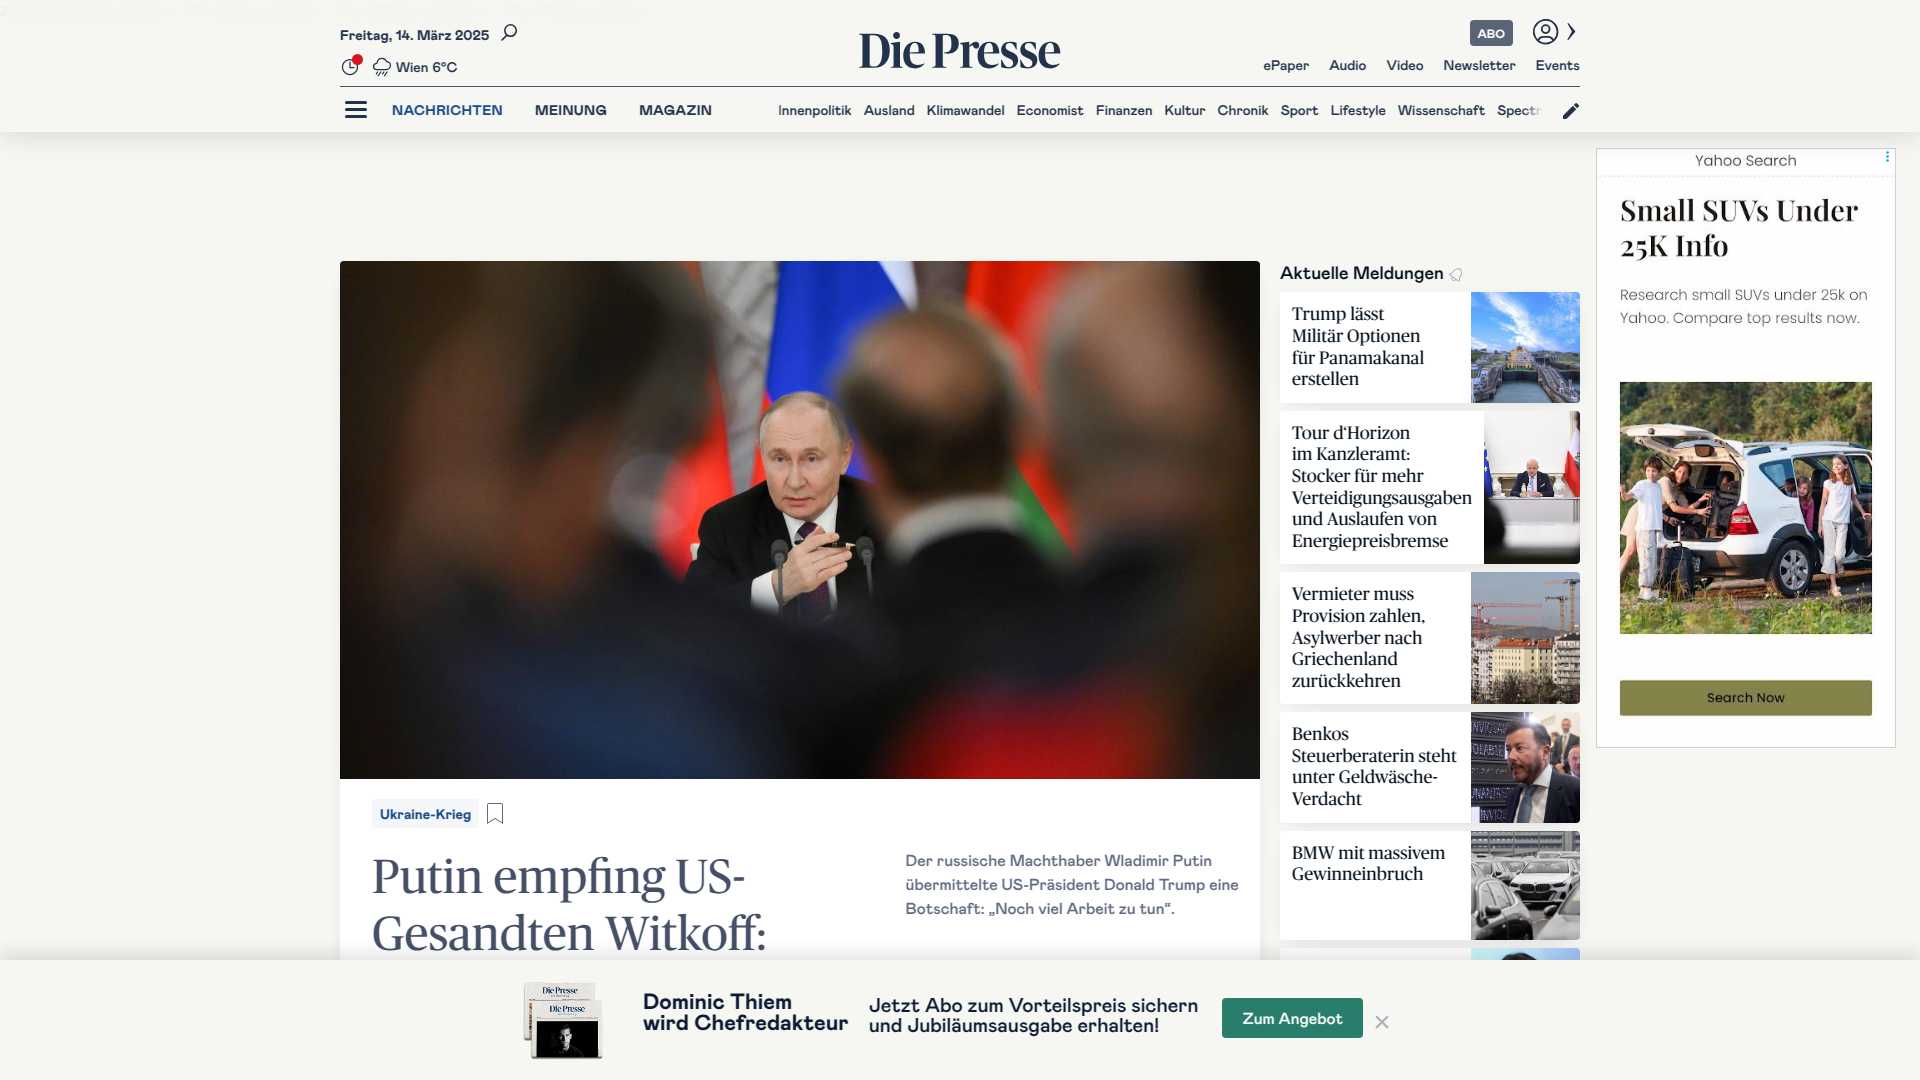 Freitag, 14. März 2025
Wien 6°C
Die Presse
ABO
ePaper Audio Video Newsletter Events
NACHRICHTEN MEINUNG MAGAZIN
Innenpolitik Ausland Klimawandel Economist Finanzen Kultur Chronik Sport Lifestyle Wissenschaft Spectr
Aktuelle Meldungen
Trump lässt
Militär Optionen
für Panamakanal
erstellen
Tour d‘Horizon
im Kanzleramt:
Stocker für mehr
Verteidigungsausgaben
und Auslaufen von
Energiepreisbremse
Vermieter muss
Provision zahlen,
Asylwerber nach
Griechenland
zurückkehren
Benkos
Steuerberaterin steht
unter Geldwäsche-
Verdacht
BMW mit massivem
Gewinneinbruch
Yahoo Search
Small SUVs Under
25K Info
Research small SUVs under 25k on
Yahoo. Compare top results now.
Search Now
Ukraine-Krieg
Putin empfing US-
Gesandten Witkoff:
Der russische Machthaber Wladimir Putin
übermittelte US-Präsident Donald Trump eine
Botschaft: „Noch viel Arbeit zu tun“.
Die Presse
Die Presse
Dominic Thiem
wird Chefredakteur
Jetzt Abo zum Vorteilspreis sichern
und Jubiläumsausgabe erhalten!
Zum Angebot